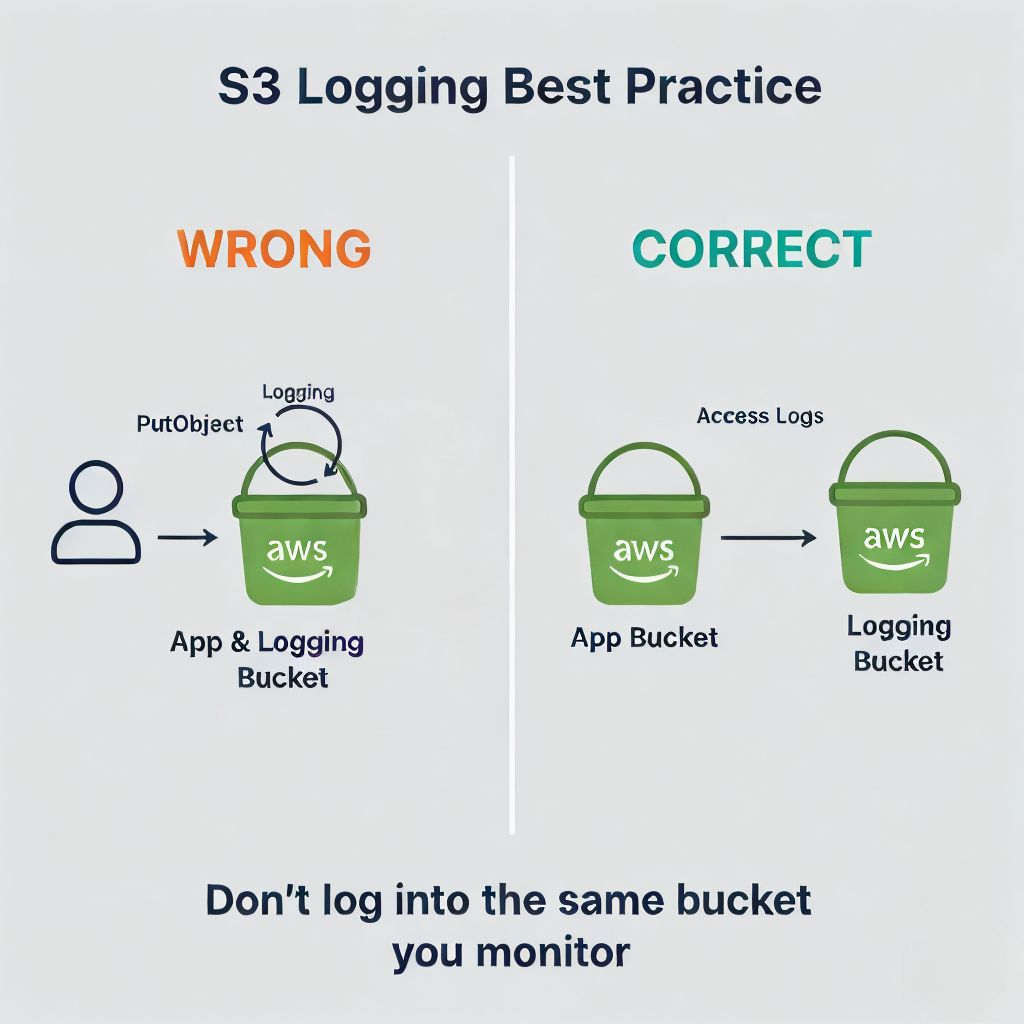 S3 Logging Best Practice
WRONG
CORRECT
Logging
PutObject
aws
App & Logging
Bucket
Access Logs
aws
aws
App Bucket
Logging
Bucket
Don't log into the same bucket
you monitor